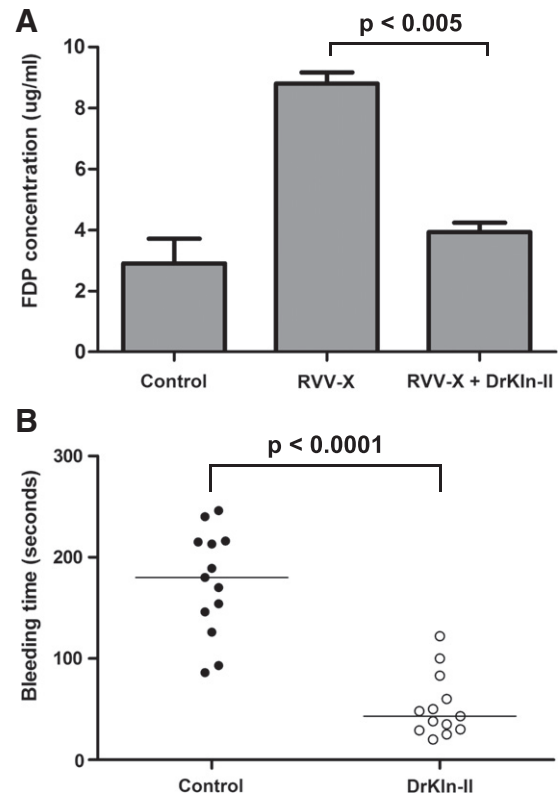 A
p < 0.005
FDP concentration (ug/ml)
10
8
6
4
2
0
Control
RVV-X
RVV-X + DrKIn-II
B
p < 0.0001
Bleeding time (seconds)
300
200
100
0
Control
DrKIn-II